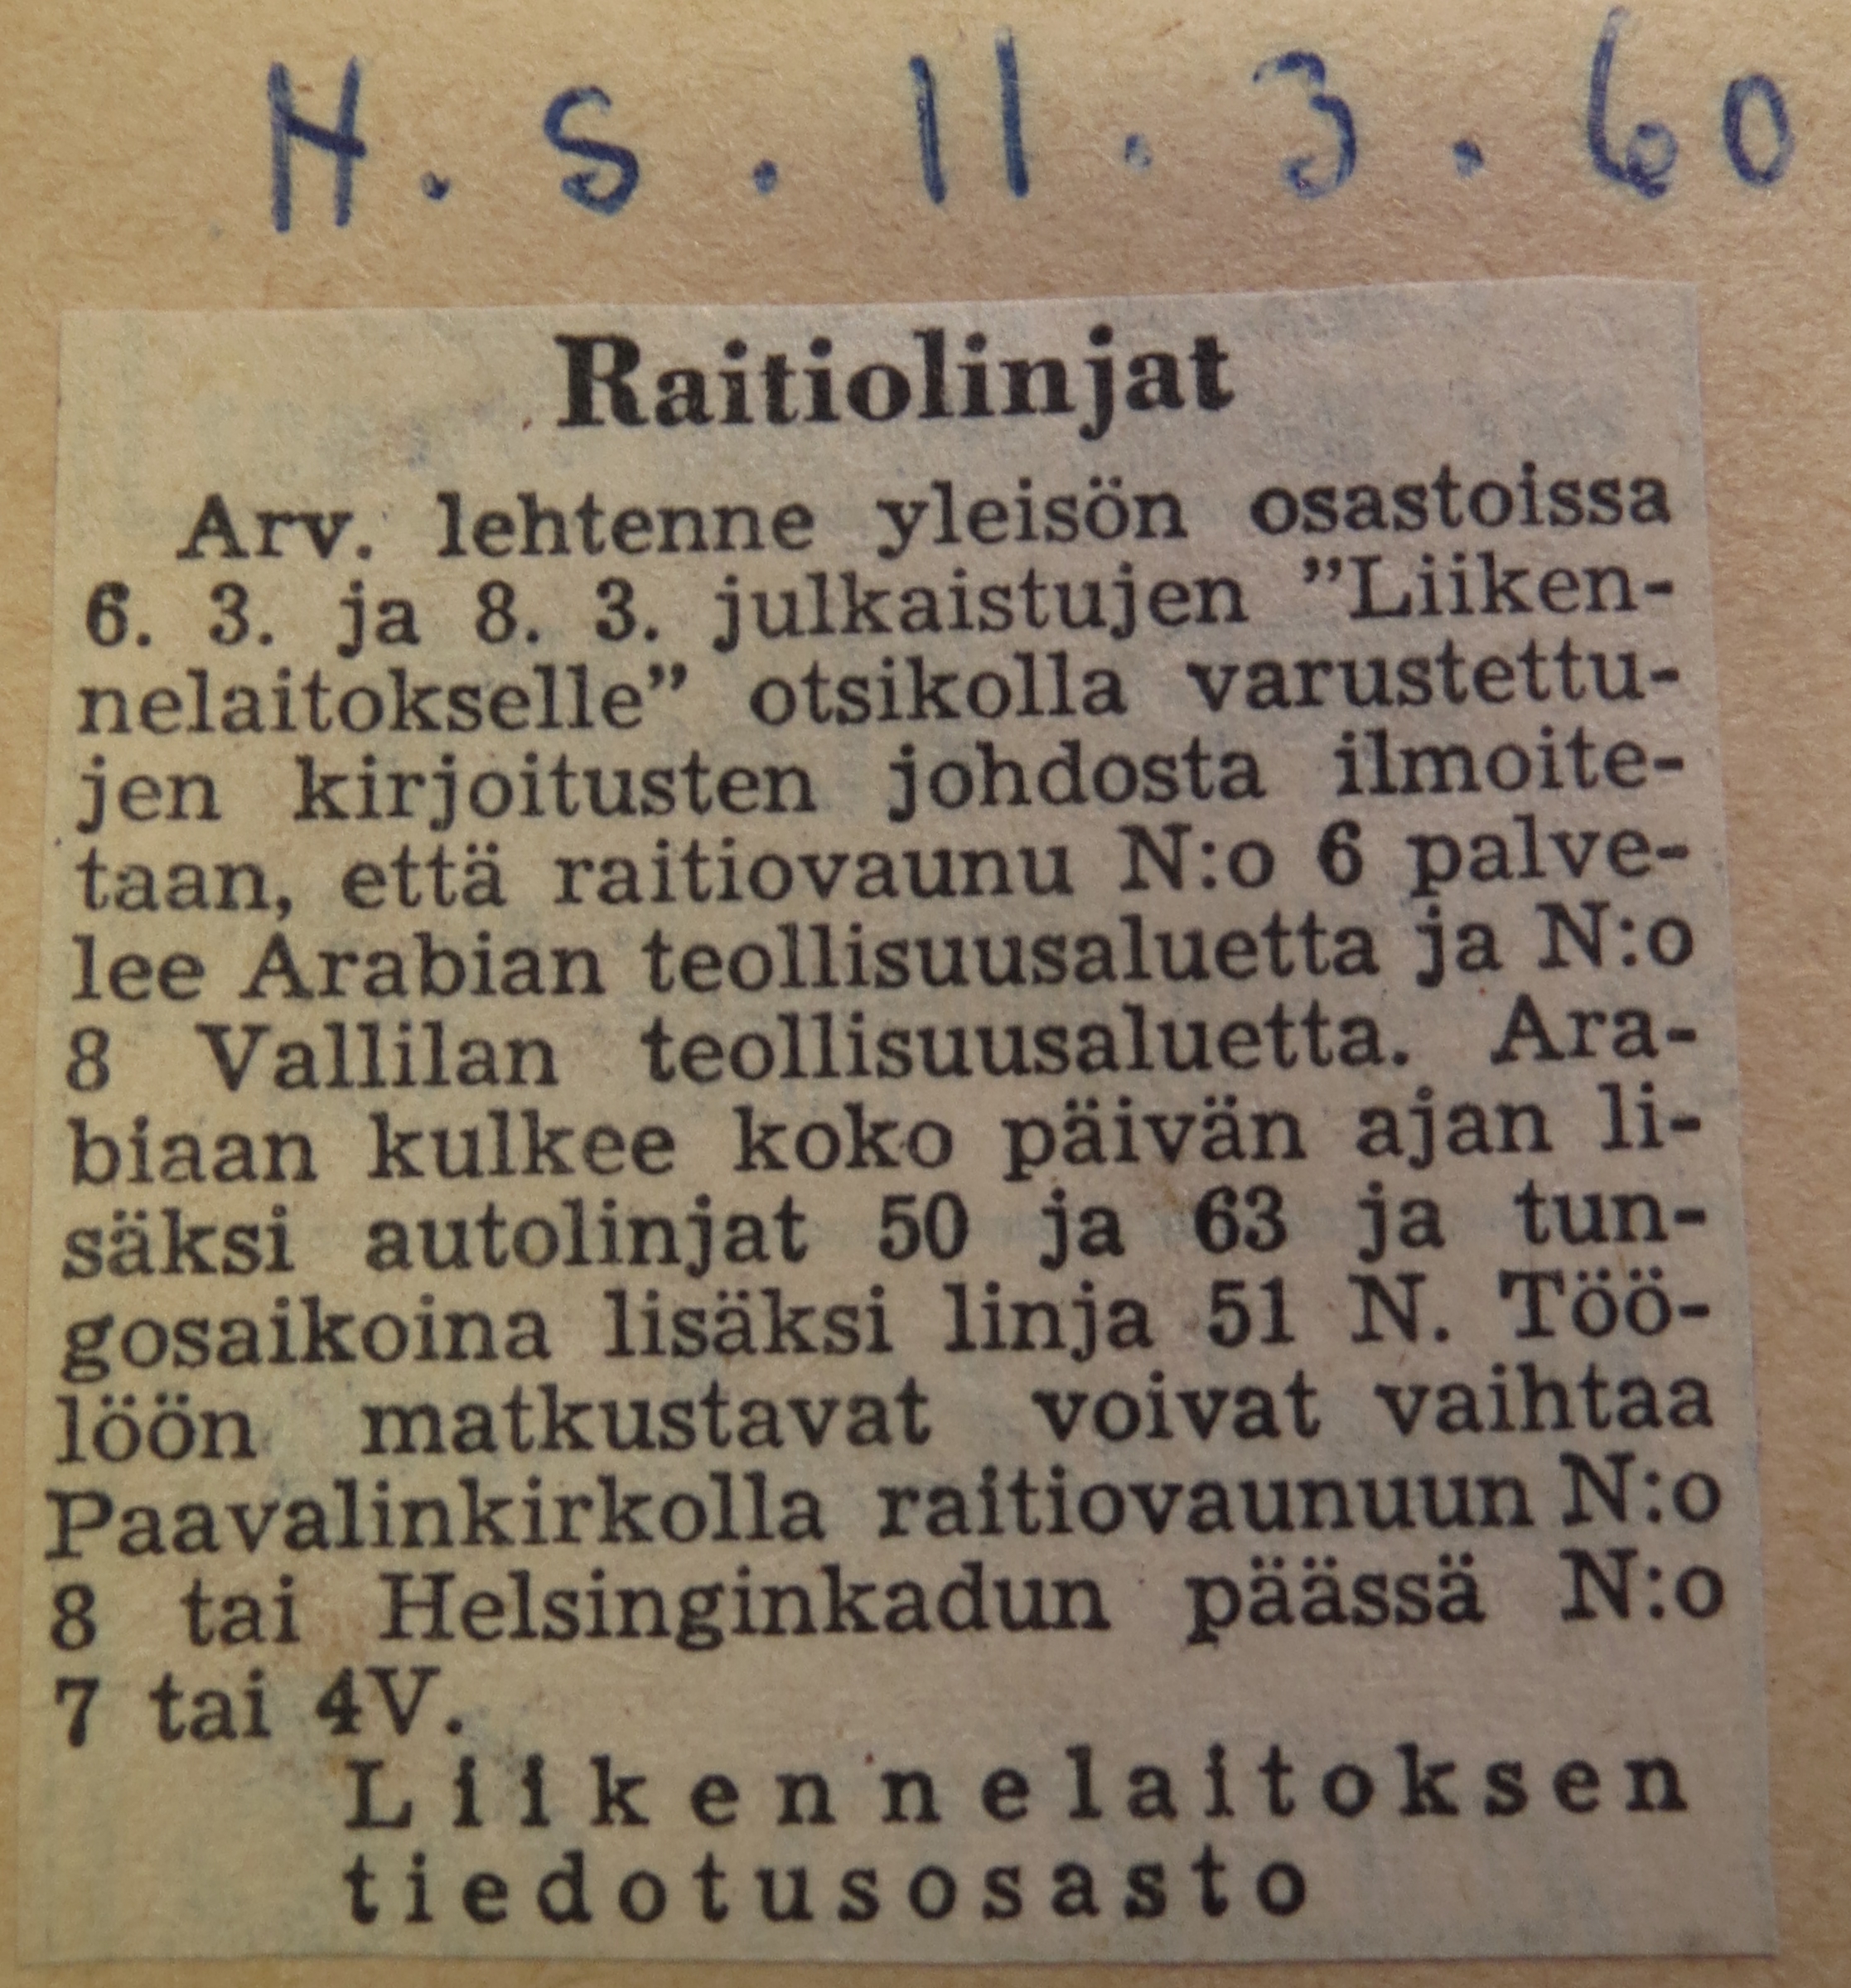 H.S. 11.3.60
Raitiolinjat
Arv. lehtenne yleisön osastoissa
6. 3. ja 8. 3. julkaistujen ”Liiken-
nelaitokselle” otsikolla varustettu-
jen kirjoitusten johdosta ilmoite-
taan, että raitiovaunu N:o 6 palve-
lee Arabian teollisuusaluetta ja N:o
8 Vallilan teollisuusaluetta. Ara-
biaan kulkee koko päivän ajan li-
säksi autolinjat 50 ja 63 ja tun-
gosaikoina lisäksi linja 51 N. Töö-
löön matkustavat voivat vaihtaa
Paavalinkirkolla raitiovaunuun N:o
8 tai Helsinginkadun päässä N:o
7 tai 4V.
Liikennelaitoksen
tiedotusosasto